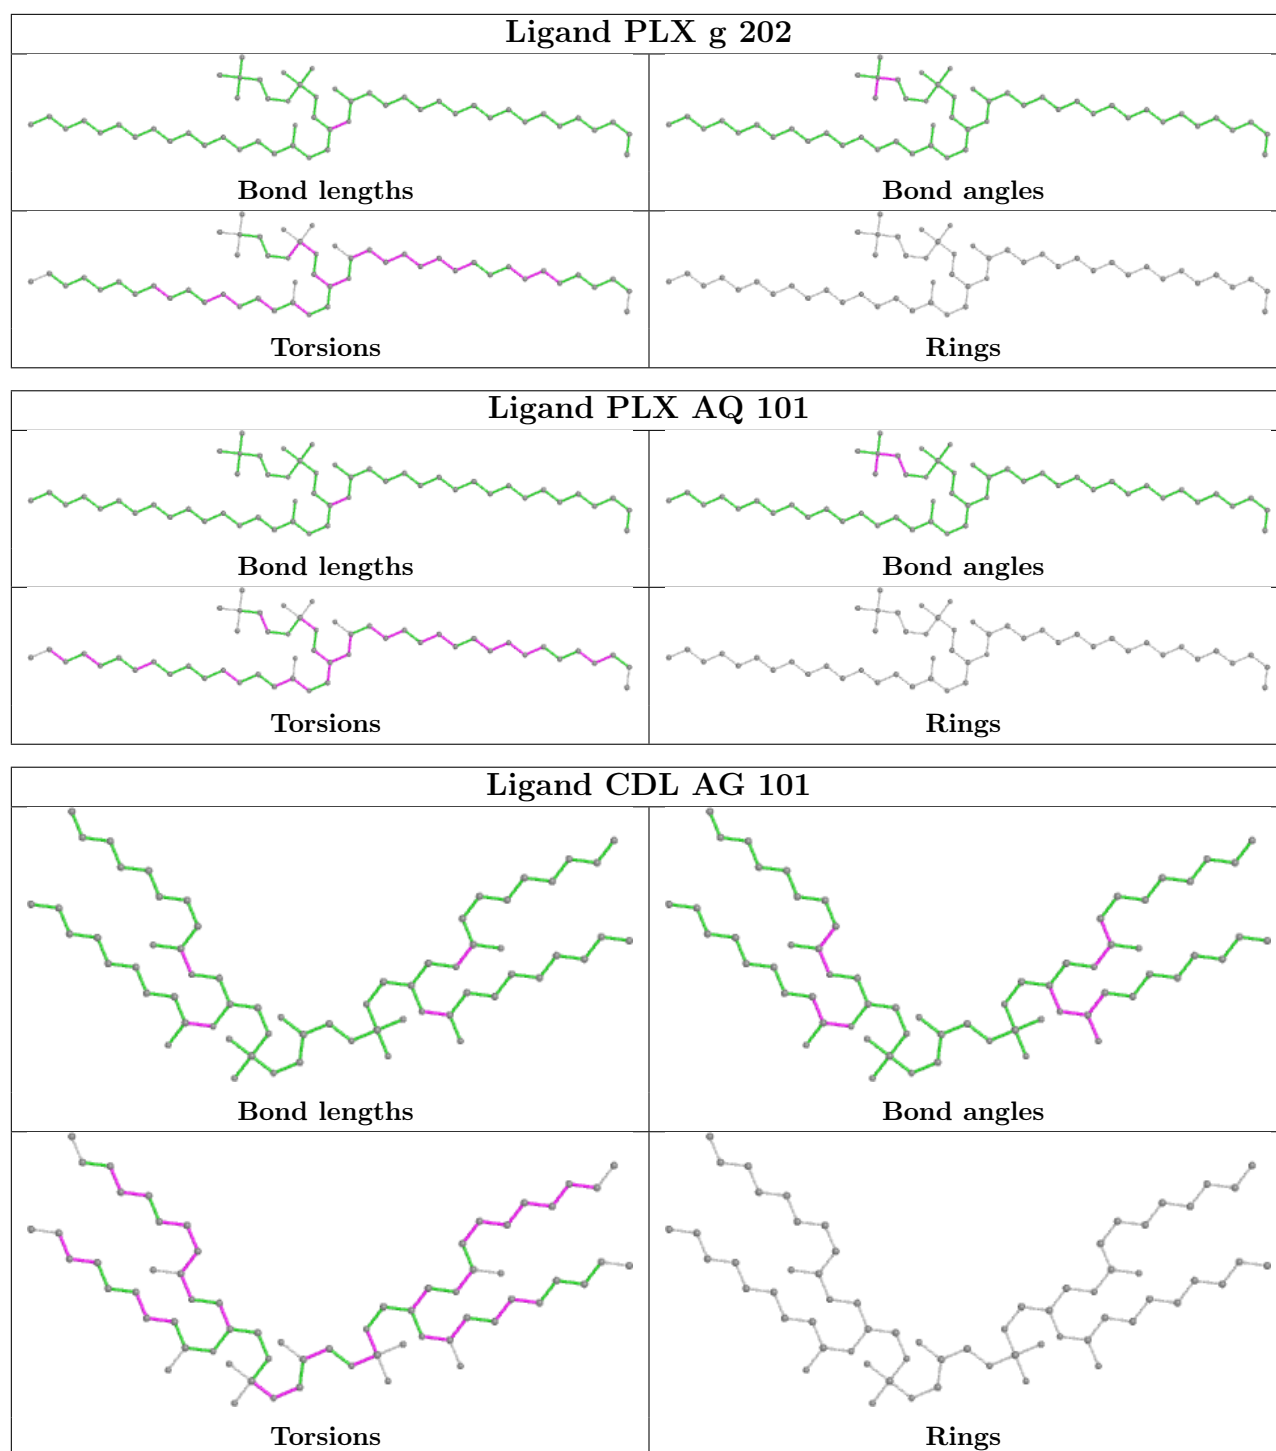 Ligand PLX g 202
Bond lengths
Bond angles
Torsions
Rings
Ligand PLX AQ 101
Bond lengths
Bond angles
Torsions
Rings
Ligand CDL AG 101
Bond lengths
Bond angles
Torsions
Rings